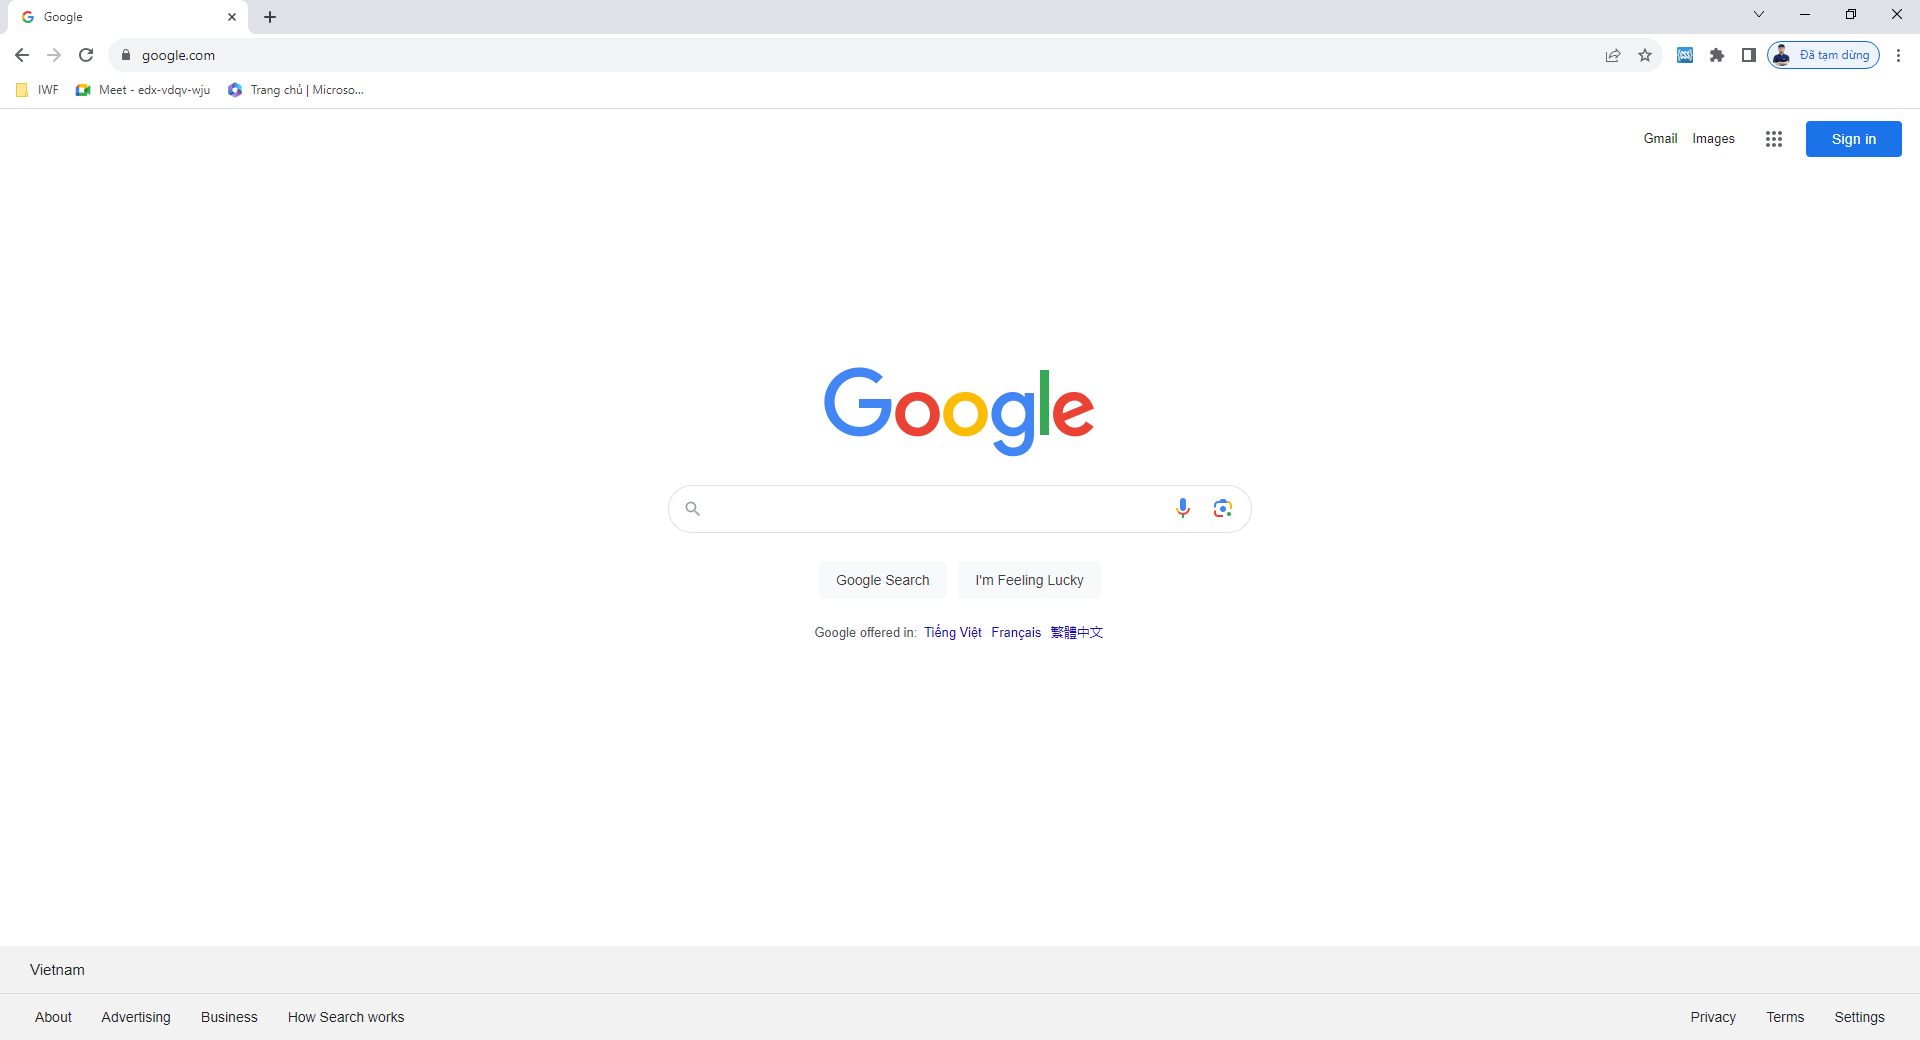 Google
google.com
Đã tạm dừng
IWF
Meet - edx-vdqv-wju
Trang chủ | Microso...
Gmail Images Sign in
Google
Google Search I'm Feeling Lucky
Google offered in: Tiếng Việt Français 繁體中文
Vietnam
About Advertising Business How Search works Privacy Terms Settings